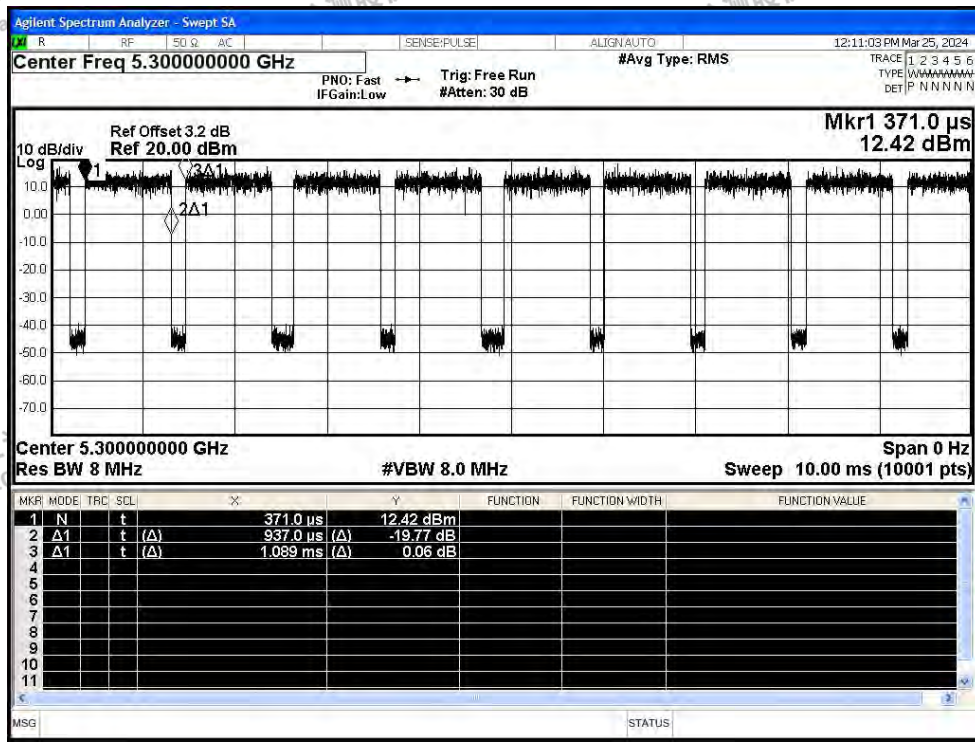 Agilent Spectrum Analyzer - Swept SA
LXI R RF 50 Ω AC SENSE:PULSE ALIGN AUTO 12:11:03 PM Mar 25, 2024
Center Freq 5.300000000 GHz
#Avg Type: RMS
TRACE 1 2 3 4 5 6
PNO: Fast Trig: Free Run
TYPE WWWWWW
IFGain:Low #Atten: 30 dB
DET P N N N N N
Mkr1 371.0 µs
12.42 dBm
Ref Offset 3.2 dB
10 dB/div Ref 20.00 dBm
Log
1 3Δ1
10.0
2Δ1
0.00
-10.0
-20.0
-30.0
-40.0
-50.0
-60.0
-70.0
Center 5.300000000 GHz Span 0 Hz
Res BW 8 MHz #VBW 8.0 MHz Sweep 10.00 ms (10001 pts)
MKR MODE TRC SCL X Y FUNCTION FUNCTION WIDTH FUNCTION VALUE
1 N t 371.0 µs 12.42 dBm
2 Δ1 t (Δ) 937.0 µs (Δ) -19.77 dB
3 Δ1 t (Δ) 1.089 ms (Δ) 0.06 dB
4
5
6
7
8
9
10
11
MSG STATUS